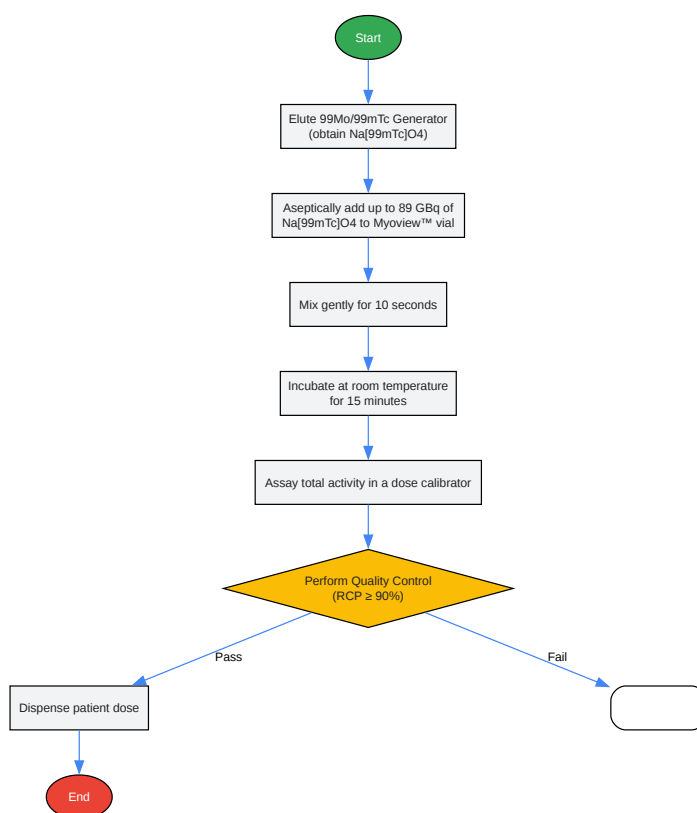 Start
Elute 99Mo/99mTc Generator
(obtain Na[99mTc]O4)
Aseptically add up to 89 GBq of
Na[99mTc]O4 to Myoview™ vial
Mix gently for 10 seconds
Incubate at room temperature
for 15 minutes
Assay total activity in a dose calibrator
Perform Quality Control
(RCP ≥ 90%)
Pass
Fail
Dispense patient dose
End